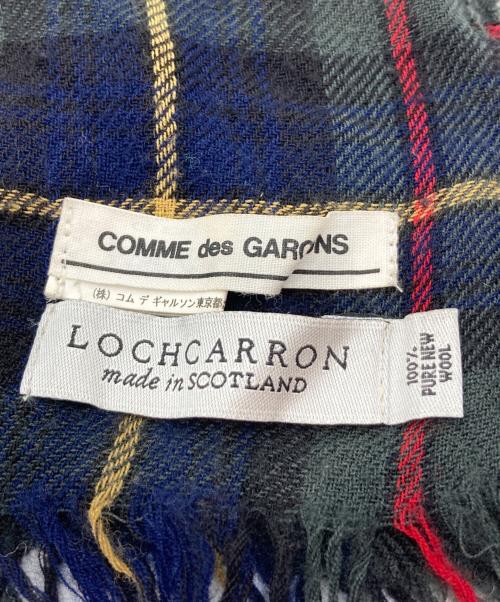 COMME des GARÇONS
(株) コム デ ギャルソン東京都
LOCHCARRON
made in SCOTLAND
100%
PURE NEW
WOOL